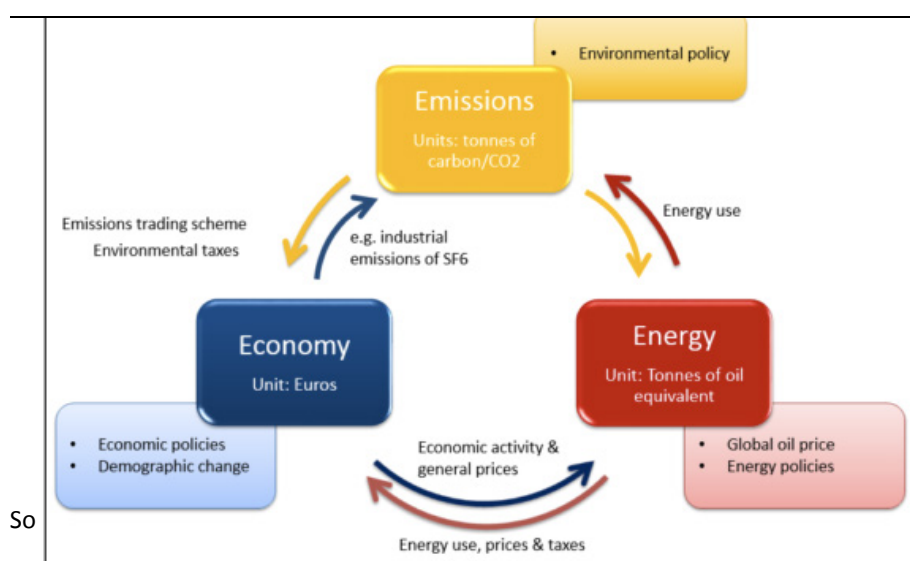 • Environmental policy
Emissions
Units: tonnes of
carbon/CO2
Emissions trading scheme
Environmental taxes
e.g. industrial
emissions of SF6
Energy use
Economy
Unit: Euros
Energy
Unit: Tonnes of oil
equivalent
• Economic policies
• Demographic change
Economic activity &
general prices
• Global oil price
• Energy policies
Energy use, prices & taxes
So